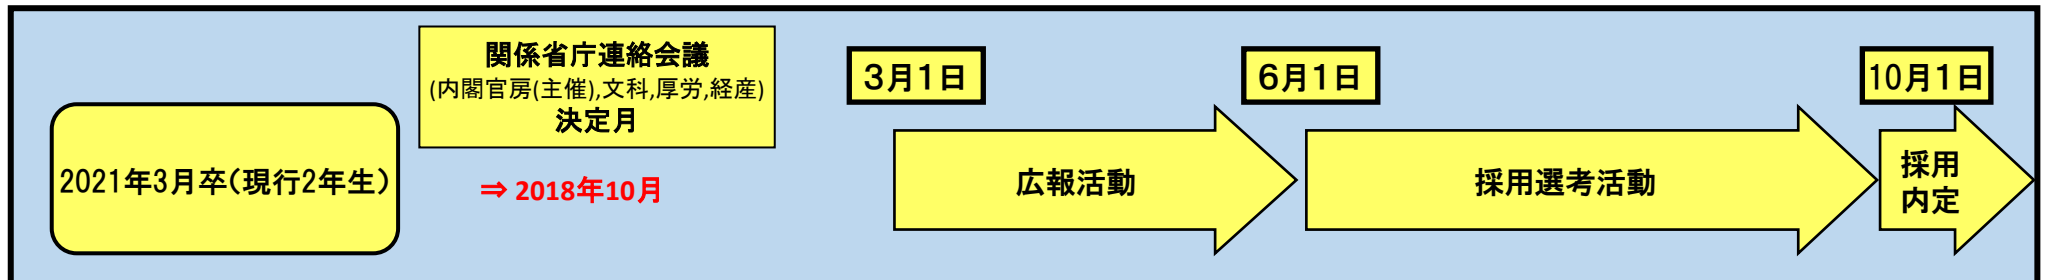 関係省庁連絡会議
(内閣官房(主催),文科,厚労,経産)
決定月
3月1日
6月1日
10月1日
2021年3月卒(現行2年生)
⇒ 2018年10月
広報活動
採用選考活動
採用
内定